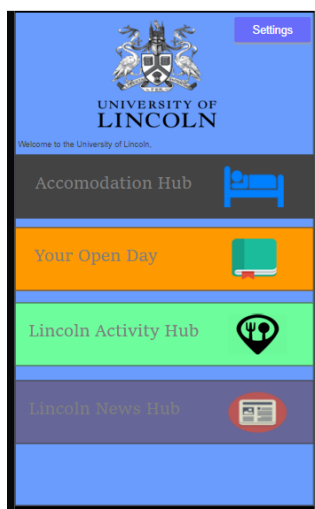 Settings
UNIVERSITY OF
LINCOLN
Welcome to the University of Lincoln,
Accomodation Hub
Your Open Day
Lincoln Activity Hub
Lincoln News Hub